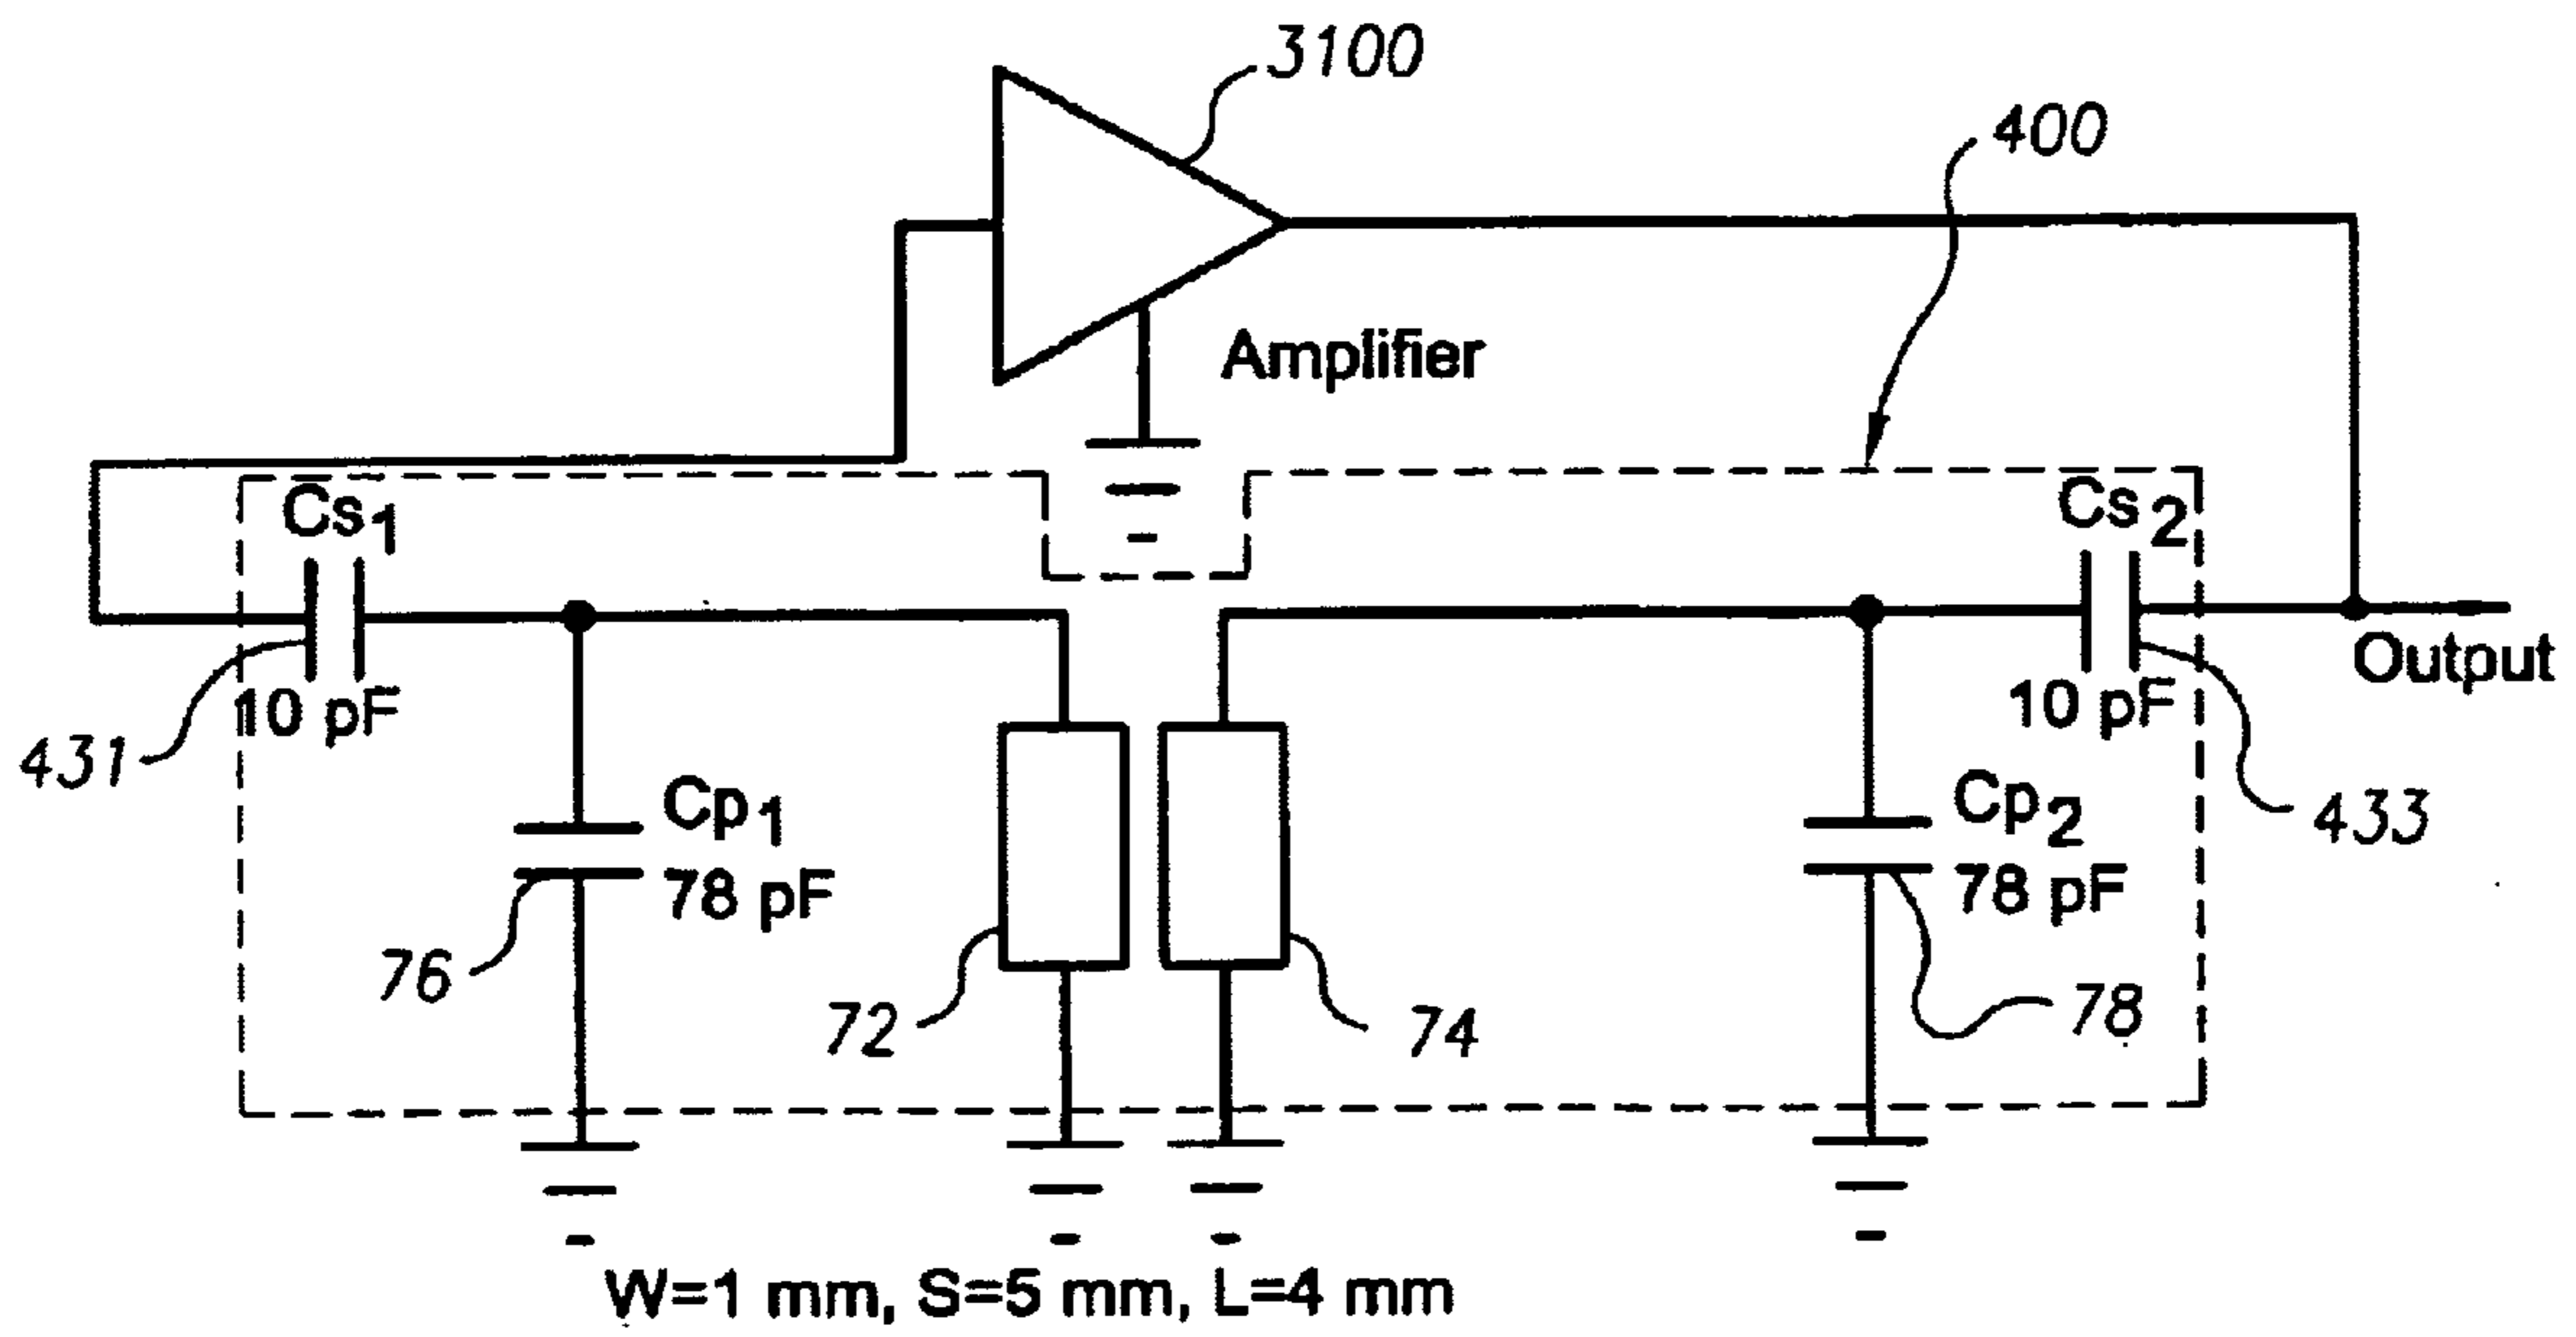 3100
400
Amplifier
Cs1
Cs2
Output
10 pF
10 pF
431
Cp1
Cp2
433
78 pF
78 pF
76
72
74
78
W=1 mm, S=5 mm, L=4 mm